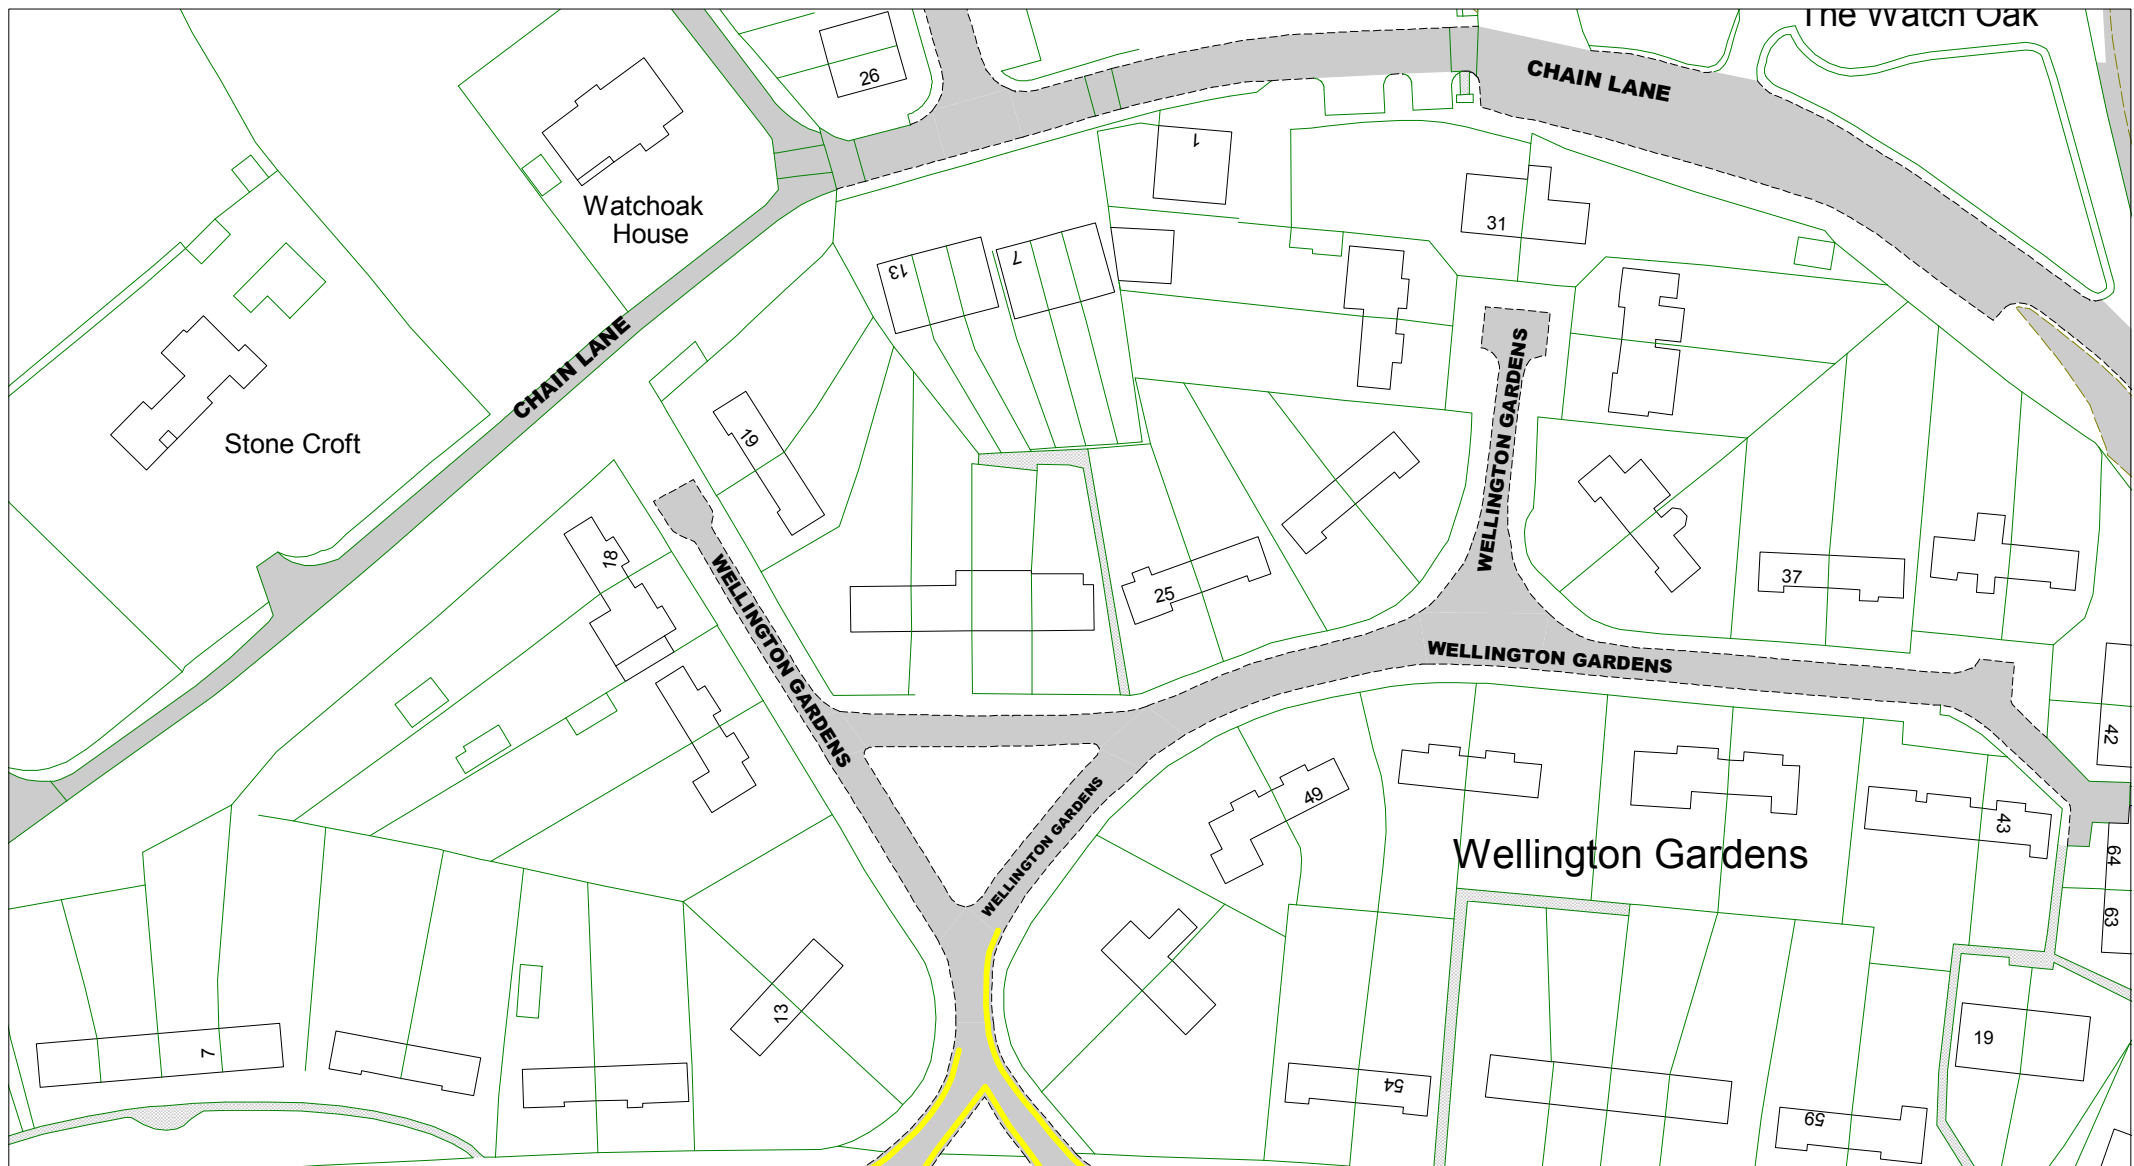 The Watch Oak
26
CHAIN LANE
1
Watchoak
House
31
13
7
CHAIN LANE
WELLINGTON GARDENS
19
Stone Croft
18
37
25
WELLINGTON GARDENS
WELLINGTON GARDENS
42
49
WELLINGTON GARDENS
43
Wellington Gardens
64
63
13
7
19
54
59